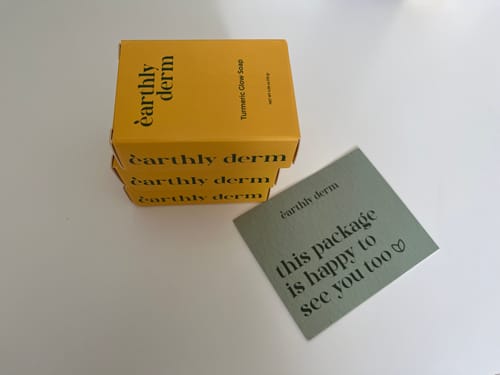 earthly
derm
Turmeric Glow Soap
earthly derm
earthly derm
earthly derm
earthly derm
this package
is happy to
see you too